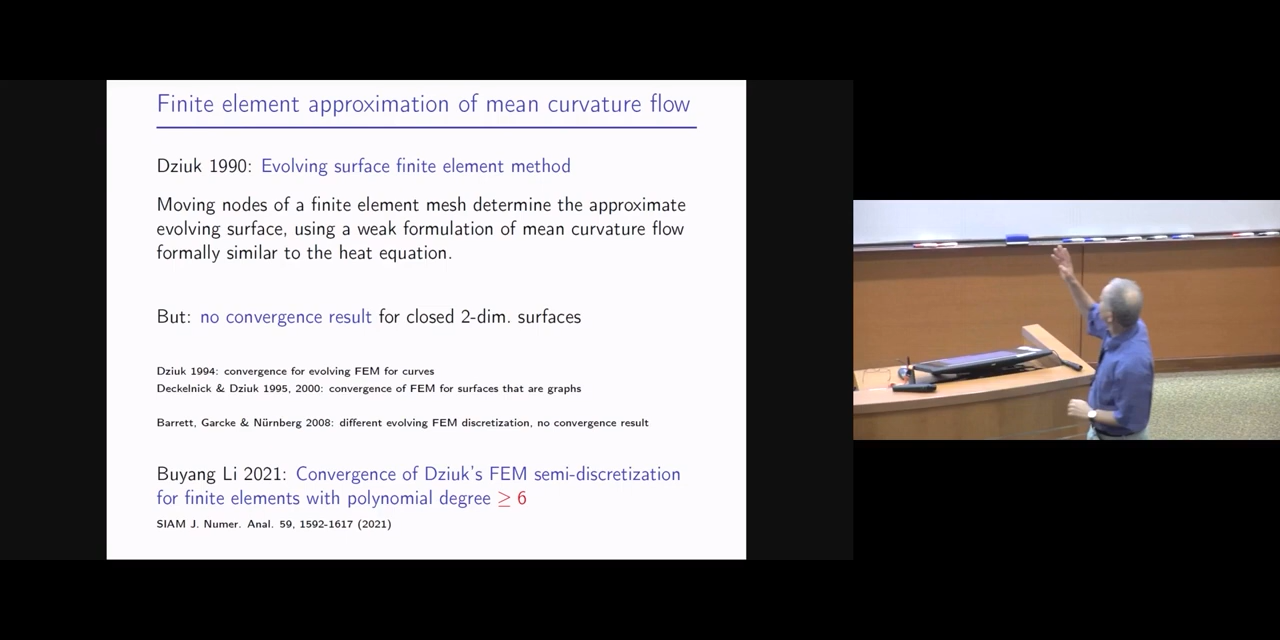 Finite element approximation of mean curvature flow
Dziuk 1990: Evolving surface finite element method
Moving nodes of a finite element mesh determine the approximate
evolving surface, using a weak formulation of mean curvature flow
formally similar to the heat equation.
But: no convergence result for closed 2-dim. surfaces
Dziuk 1994: convergence for evolving FEM for curves
Deckelnick & Dziuk 1995, 2000: convergence of FEM for surfaces that are graphs
Barrett, Garcke & Nürnberg 2008: different evolving FEM discretization, no convergence result
Buyang Li 2021: Convergence of Dziuk's FEM semi-discretization
for finite elements with polynomial degree ≥ 6
SIAM J. Numer. Anal. 59, 1592-1617 (2021)